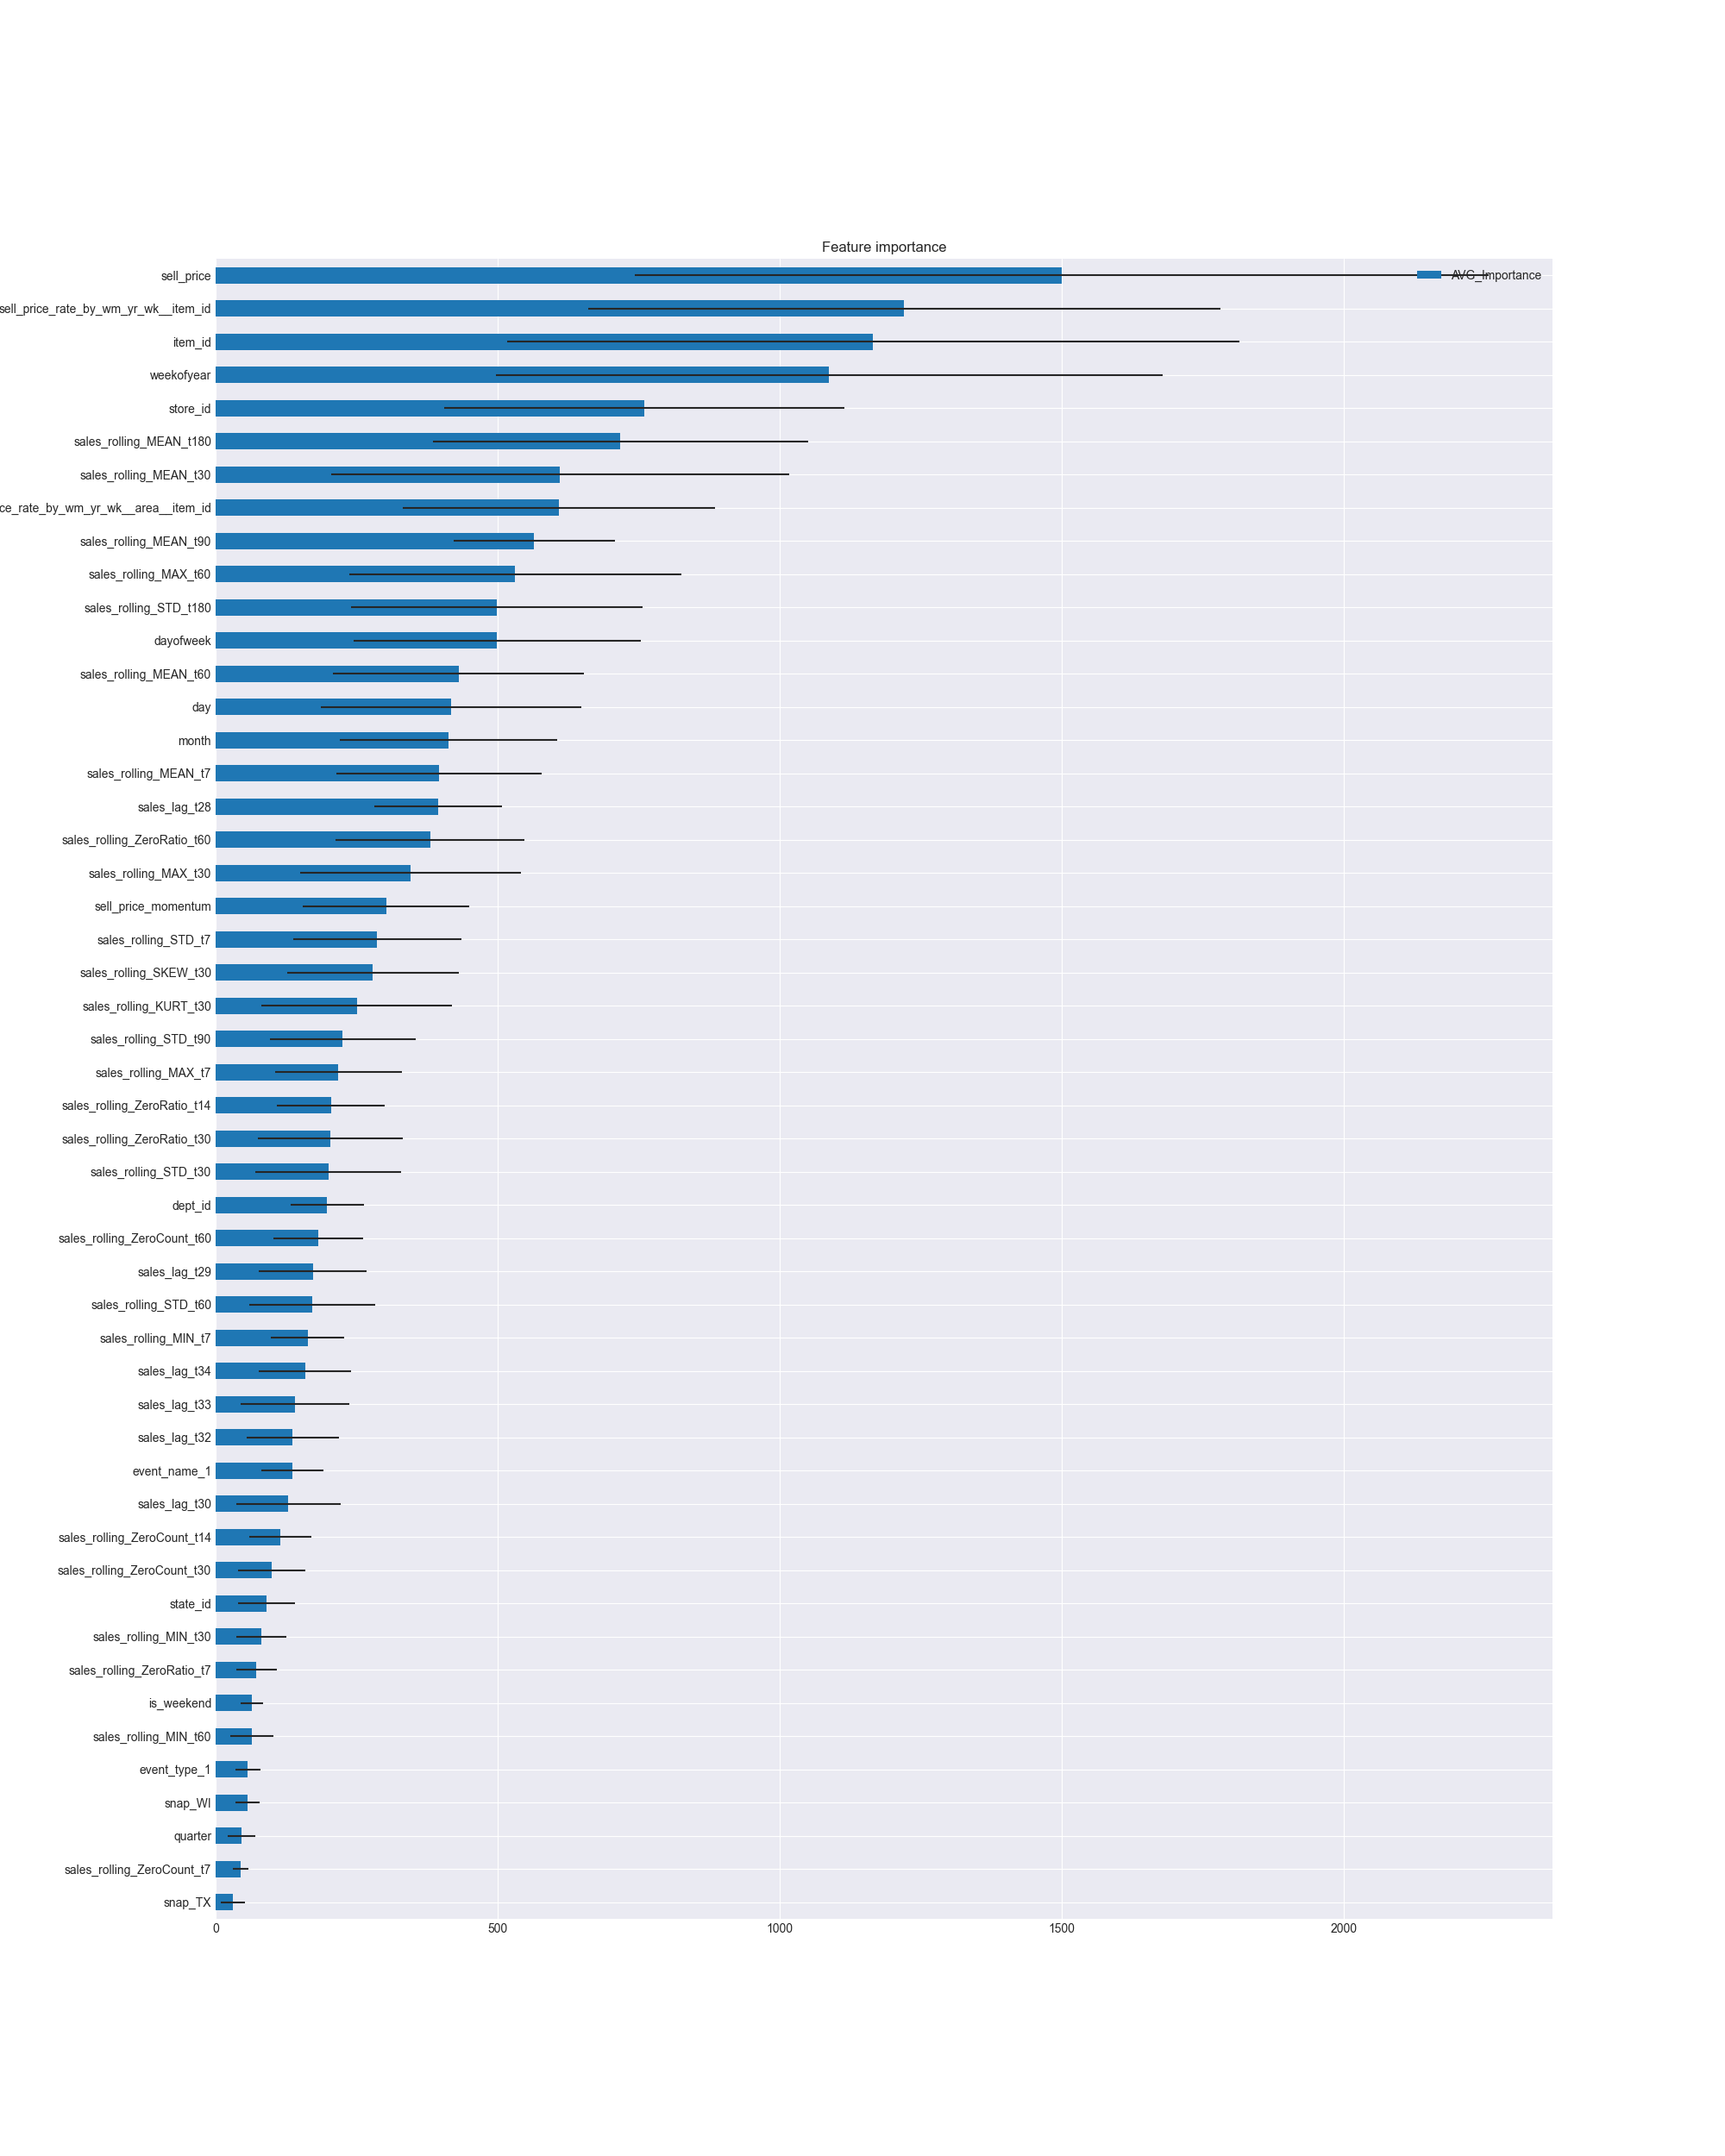 Feature importance
AVG_Importance
sell_price
sell_price_rate_by_wm_yr_wk__item_id
item_id
weekofyear
store_id
sales_rolling_MEAN_t180
sales_rolling_MEAN_t30
ce_rate_by_wm_yr_wk__area__item_id
sales_rolling_MEAN_t90
sales_rolling_MAX_t60
sales_rolling_STD_t180
dayofweek
sales_rolling_MEAN_t60
day
month
sales_rolling_MEAN_t7
sales_lag_t28
sales_rolling_ZeroRatio_t60
sales_rolling_MAX_t30
sell_price_momentum
sales_rolling_STD_t7
sales_rolling_SKEW_t30
sales_rolling_KURT_t30
sales_rolling_STD_t90
sales_rolling_MAX_t7
sales_rolling_ZeroRatio_t14
sales_rolling_ZeroRatio_t30
sales_rolling_STD_t30
dept_id
sales_rolling_ZeroCount_t60
sales_lag_t29
sales_rolling_STD_t60
sales_rolling_MIN_t7
sales_lag_t34
sales_lag_t33
sales_lag_t32
event_name_1
sales_lag_t30
sales_rolling_ZeroCount_t14
sales_rolling_ZeroCount_t30
state_id
sales_rolling_MIN_t30
sales_rolling_ZeroRatio_t7
is_weekend
sales_rolling_MIN_t60
event_type_1
snap_WI
quarter
sales_rolling_ZeroCount_t7
snap_TX
0 500 1000 1500 2000